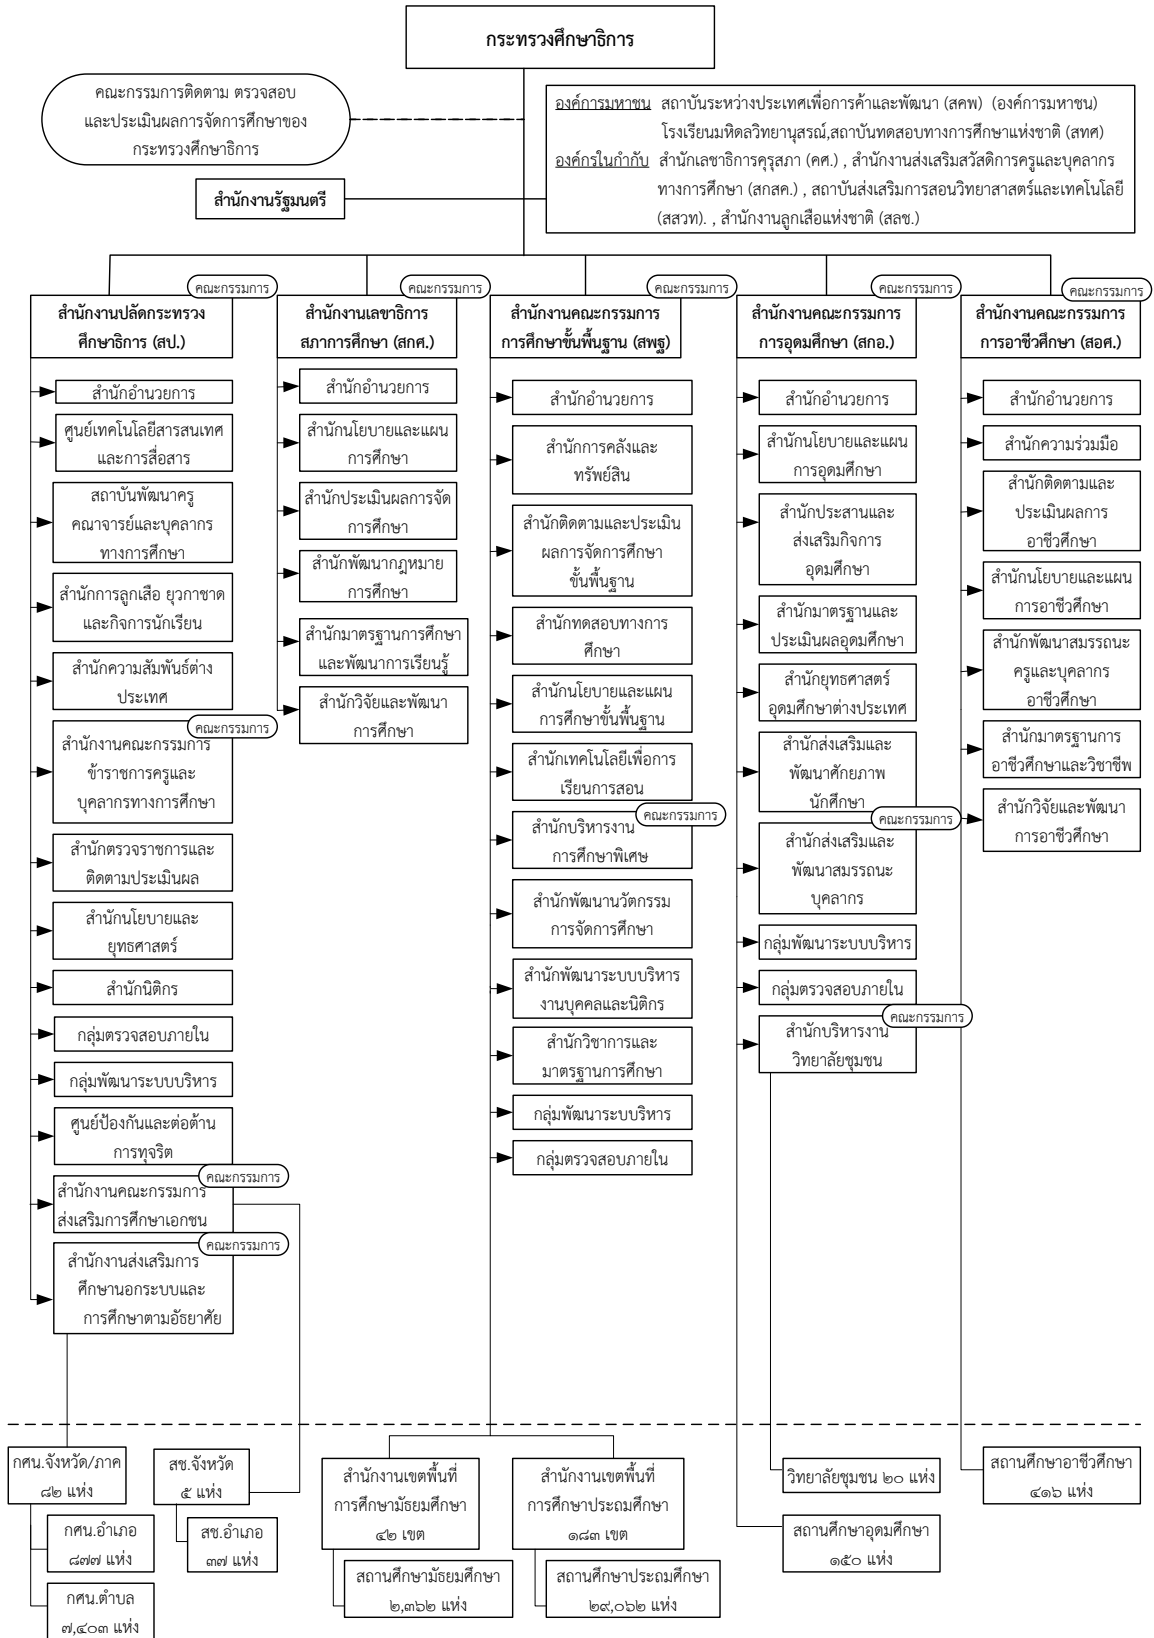 กระทรวงศึกษาธิการ
คณะกรรมการติดตาม ตรวจสอบ
และประเมินผลการจัดการศึกษาของ
กระทรวงศึกษาธิการ
องค์การมหาชน สถาบันระหว่างประเทศเพื่อการค้าและพัฒนา (สคพ) (องค์การมหาชน)
โรงเรียนมหิดลวิทยานุสรณ์,สถาบันทดสอบทางการศึกษาแห่งชาติ (สทศ)
องค์กรในกำกับ สำนักเลขาธิการคุรุสภา (คศ.) , สำนักงานส่งเสริมสวัสดิการครูและบุคลากร
ทางการศึกษา (สกสค.) , สถาบันส่งเสริมการสอนวิทยาสาสตร์และเทคโนโลยี
(สสวท). , สำนักงานลูกเสือแห่งชาติ (สลช.)
สำนักงานรัฐมนตรี
คณะกรรมการ
สำนักงานปลัดกระทรวง
ศึกษาธิการ (สป.)
สำนักอำนวยการ
ศูนย์เทคโนโลยีสารสนเทศ
และการสื่อสาร
สถาบันพัฒนาครู
คณาจารย์และบุคลากร
ทางการศึกษา
สำนักการลูกเสือ ยุวกาชาด
และกิจการนักเรียน
สำนักความสัมพันธ์ต่าง
ประเทศ
คณะกรรมการ
สำนักงานคณะกรรมการ
ข้าราชการครูและ
บุคลากรทางการศึกษา
สำนักตรวจราชการและ
ติดตามประเมินผล
สำนักนโยบายและ
ยุทธศาสตร์
สำนักนิติกร
กลุ่มตรวจสอบภายใน
กลุ่มพัฒนาระบบบริหาร
ศูนย์ป้องกันและต่อต้าน
การทุจริต
คณะกรรมการ
สำนักงานคณะกรรมการ
ส่งเสริมการศึกษาเอกชน
คณะกรรมการ
สำนักงานส่งเสริมการ
ศึกษานอกระบบและ
การศึกษาตามอัธยาศัย
คณะกรรมการ
สำนักงานเลขาธิการ
สภาการศึกษา (สกศ.)
สำนักอำนวยการ
สำนักนโยบายและแผน
การศึกษา
สำนักประเมินผลการจัด
การศึกษา
สำนักพัฒนากฎหมาย
การศึกษา
สำนักมาตรฐานการศึกษา
และพัฒนาการเรียนรู้
สำนักวิจัยและพัฒนา
การศึกษา
คณะกรรมการ
สำนักงานคณะกรรมการ
การศึกษาขั้นพื้นฐาน (สพฐ)
สำนักอำนวยการ
สำนักการคลังและ
ทรัพย์สิน
สำนักติดตามและประเมิน
ผลการจัดการศึกษา
ขั้นพื้นฐาน
สำนักทดสอบทางการ
ศึกษา
สำนักนโยบายและแผน
การศึกษาขั้นพื้นฐาน
สำนักเทคโนโลยีเพื่อการ
เรียนการสอน
คณะกรรมการ
สำนักบริหารงาน
การศึกษาพิเศษ
สำนักพัฒนานวัตกรรม
การจัดการศึกษา
สำนักพัฒนาระบบบริหาร
งานบุคคลและนิติกร
สำนักวิชาการและ
มาตรฐานการศึกษา
กลุ่มพัฒนาระบบบริหาร
กลุ่มตรวจสอบภายใน
คณะกรรมการ
สำนักงานคณะกรรมการ
การอุดมศึกษา (สกอ.)
สำนักอำนวยการ
สำนักนโยบายและแผน
การอุดมศึกษา
สำนักประสานและ
ส่งเสริมกิจการ
อุดมศึกษา
สำนักมาตรฐานและ
ประเมินผลอุดมศึกษา
สำนักยุทธศาสตร์
อุดมศึกษาต่างประเทศ
สำนักส่งเสริมและ
พัฒนาศักยภาพ
นักศึกษา
คณะกรรมการ
สำนักส่งเสริมและ
พัฒนาสมรรถนะ
บุคลากร
กลุ่มพัฒนาระบบบริหาร
กลุ่มตรวจสอบภายใน
คณะกรรมการ
สำนักบริหารงาน
วิทยาลัยชุมชน
คณะกรรมการ
สำนักงานคณะกรรมการ
การอาชีวศึกษา (สอศ.)
สำนักอำนวยการ
สำนักความร่วมมือ
สำนักติดตามและ
ประเมินผลการ
อาชีวศึกษา
สำนักนโยบายและแผน
การอาชีวศึกษา
สำนักพัฒนาสมรรถนะ
ครูและบุคลากร
อาชีวศึกษา
สำนักมาตรฐานการ
อาชีวศึกษาและวิชาชีพ
สำนักวิจัยและพัฒนา
การอาชีวศึกษา
กศน.จังหวัด/ภาค
๘๒ แห่ง
กศน.อำเภอ
๘๗๗ แห่ง
กศน.ตำบล
๗,๔๐๓ แห่ง
สช.จังหวัด
๕ แห่ง
สช.อำเภอ
๓๗ แห่ง
สำนักงานเขตพื้นที่
การศึกษามัธยมศึกษา
๔๒ เขต
สถานศึกษามัธยมศึกษา
๒,๓๖๒ แห่ง
สำนักงานเขตพื้นที่
การศึกษาประถมศึกษา
๑๘๓ เขต
สถานศึกษาประถมศึกษา
๒๙,๐๖๒ แห่ง
วิทยาลัยชุมชน ๒๐ แห่ง
สถานศึกษาอุดมศึกษา
๑๕๐ แห่ง
สถานศึกษาอาชีวศึกษา
๔๑๖ แห่ง